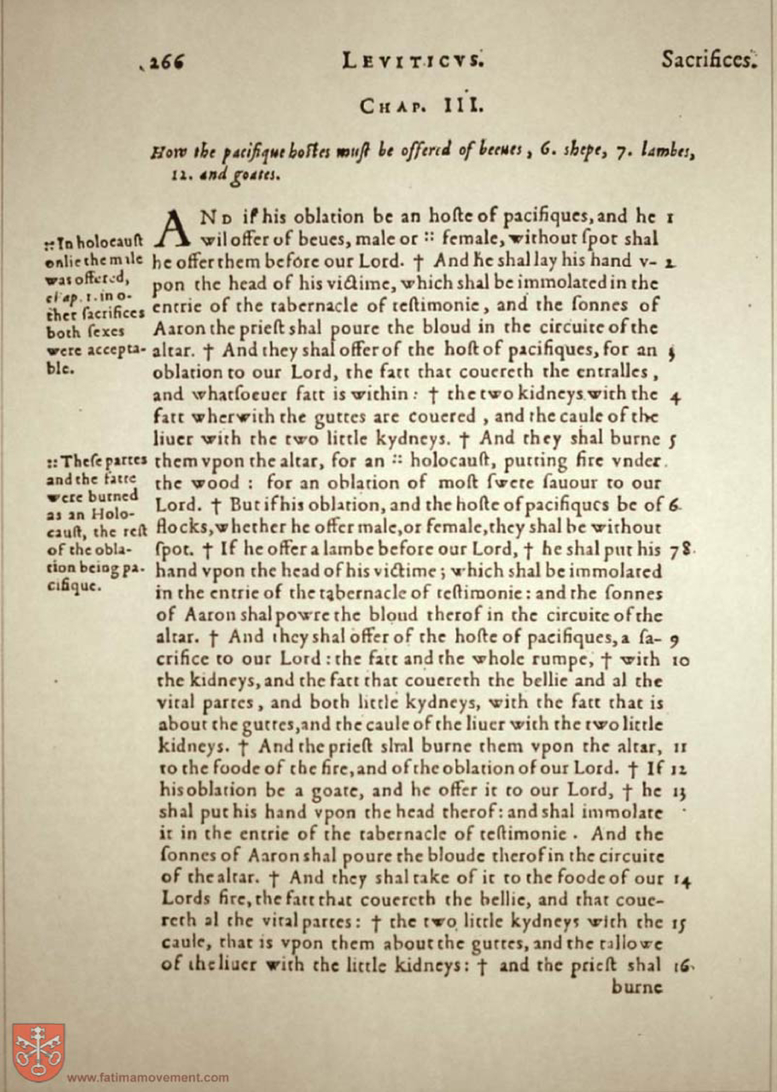 266 LEVITICVS. Sacrifices.
CHAP. III.
How the pacifique hostes must be offered of beeues, 6. shepe, 7. lambes,
12. and goates.
AND if his oblation be an hoste of pacifiques, and he 1
wil offer of beues, male or :: female, without spot shal
he offer them before our Lord. † And he shal lay his hand v- 2
pon the head of his victime, which shal be immolated in the
entrie of the tabernacle of testimonie, and the sonnes of
Aaron the priest shal poure the bloud in the circuite of the
altar. † And they shal offer of the host of pacifiques, for an 3
oblation to our Lord, the fatt that couereth the entralles,
and whatsoeuer fatt is within: † the two kidneys with the 4
fatt wherwith the guttes are couered, and the caule of the
liuer with the two little kydneys. † And they shal burne 5
them vpon the altar, for an :: holocaust, putting fire vnder
the wood: for an oblation of most swete sauour to our
Lord. † But if his oblation, and the hoste of pacifiques be of 6
flocks, whether he offer male, or female, they shal be without
spot. † If he offer a lambe before our Lord, † he shal put his 7 8
hand vpon the head of his victime; which shal be immolated
in the entrie of the tabernacle of testimonie: and the sonnes
of Aaron shal powre the bloud therof in the circuite of the
altar. † And they shal offer of the hoste of pacifiques, a sa- 9
crifice to our Lord: the fatt and the whole rumpe, † with 10
the kidneys, and the fatt that couereth the bellie and al the
vital partes, and both little kydneys, with the fatt that is
about the guttes, and the caule of the liuer with the two little
kidneys. † And the priest shal burne them vpon the altar, 11
to the foode of the fire, and of the oblation of our Lord. † If 12
his oblation be a goate, and he offer it to our Lord, † he 13
shal put his hand vpon the head therof: and shal immolate
it in the entrie of the tabernacle of testimonie. And the
sonnes of Aaron shal poure the bloude therof in the circuite
of the altar. † And they shal take of it to the foode of our 14
Lords fire, the fatt that couereth the bellie, and that coue-
reth al the vital partes: † the two little kydneys with the 15
caule, that is vpon them about the guttes, and the tallowe
of the liuer with the little kidneys: † and the priest shal 16
burne
:: In holocaust
onlie the male
was offered,
chap. 1. in o-
ther sacrifices
both sexes
were accepta-
ble.
:: These partes
and the fatte
were burned
as an Holo-
caust, the rest
of the obla-
tion being pa-
cifique.
www.fatimamovement.com